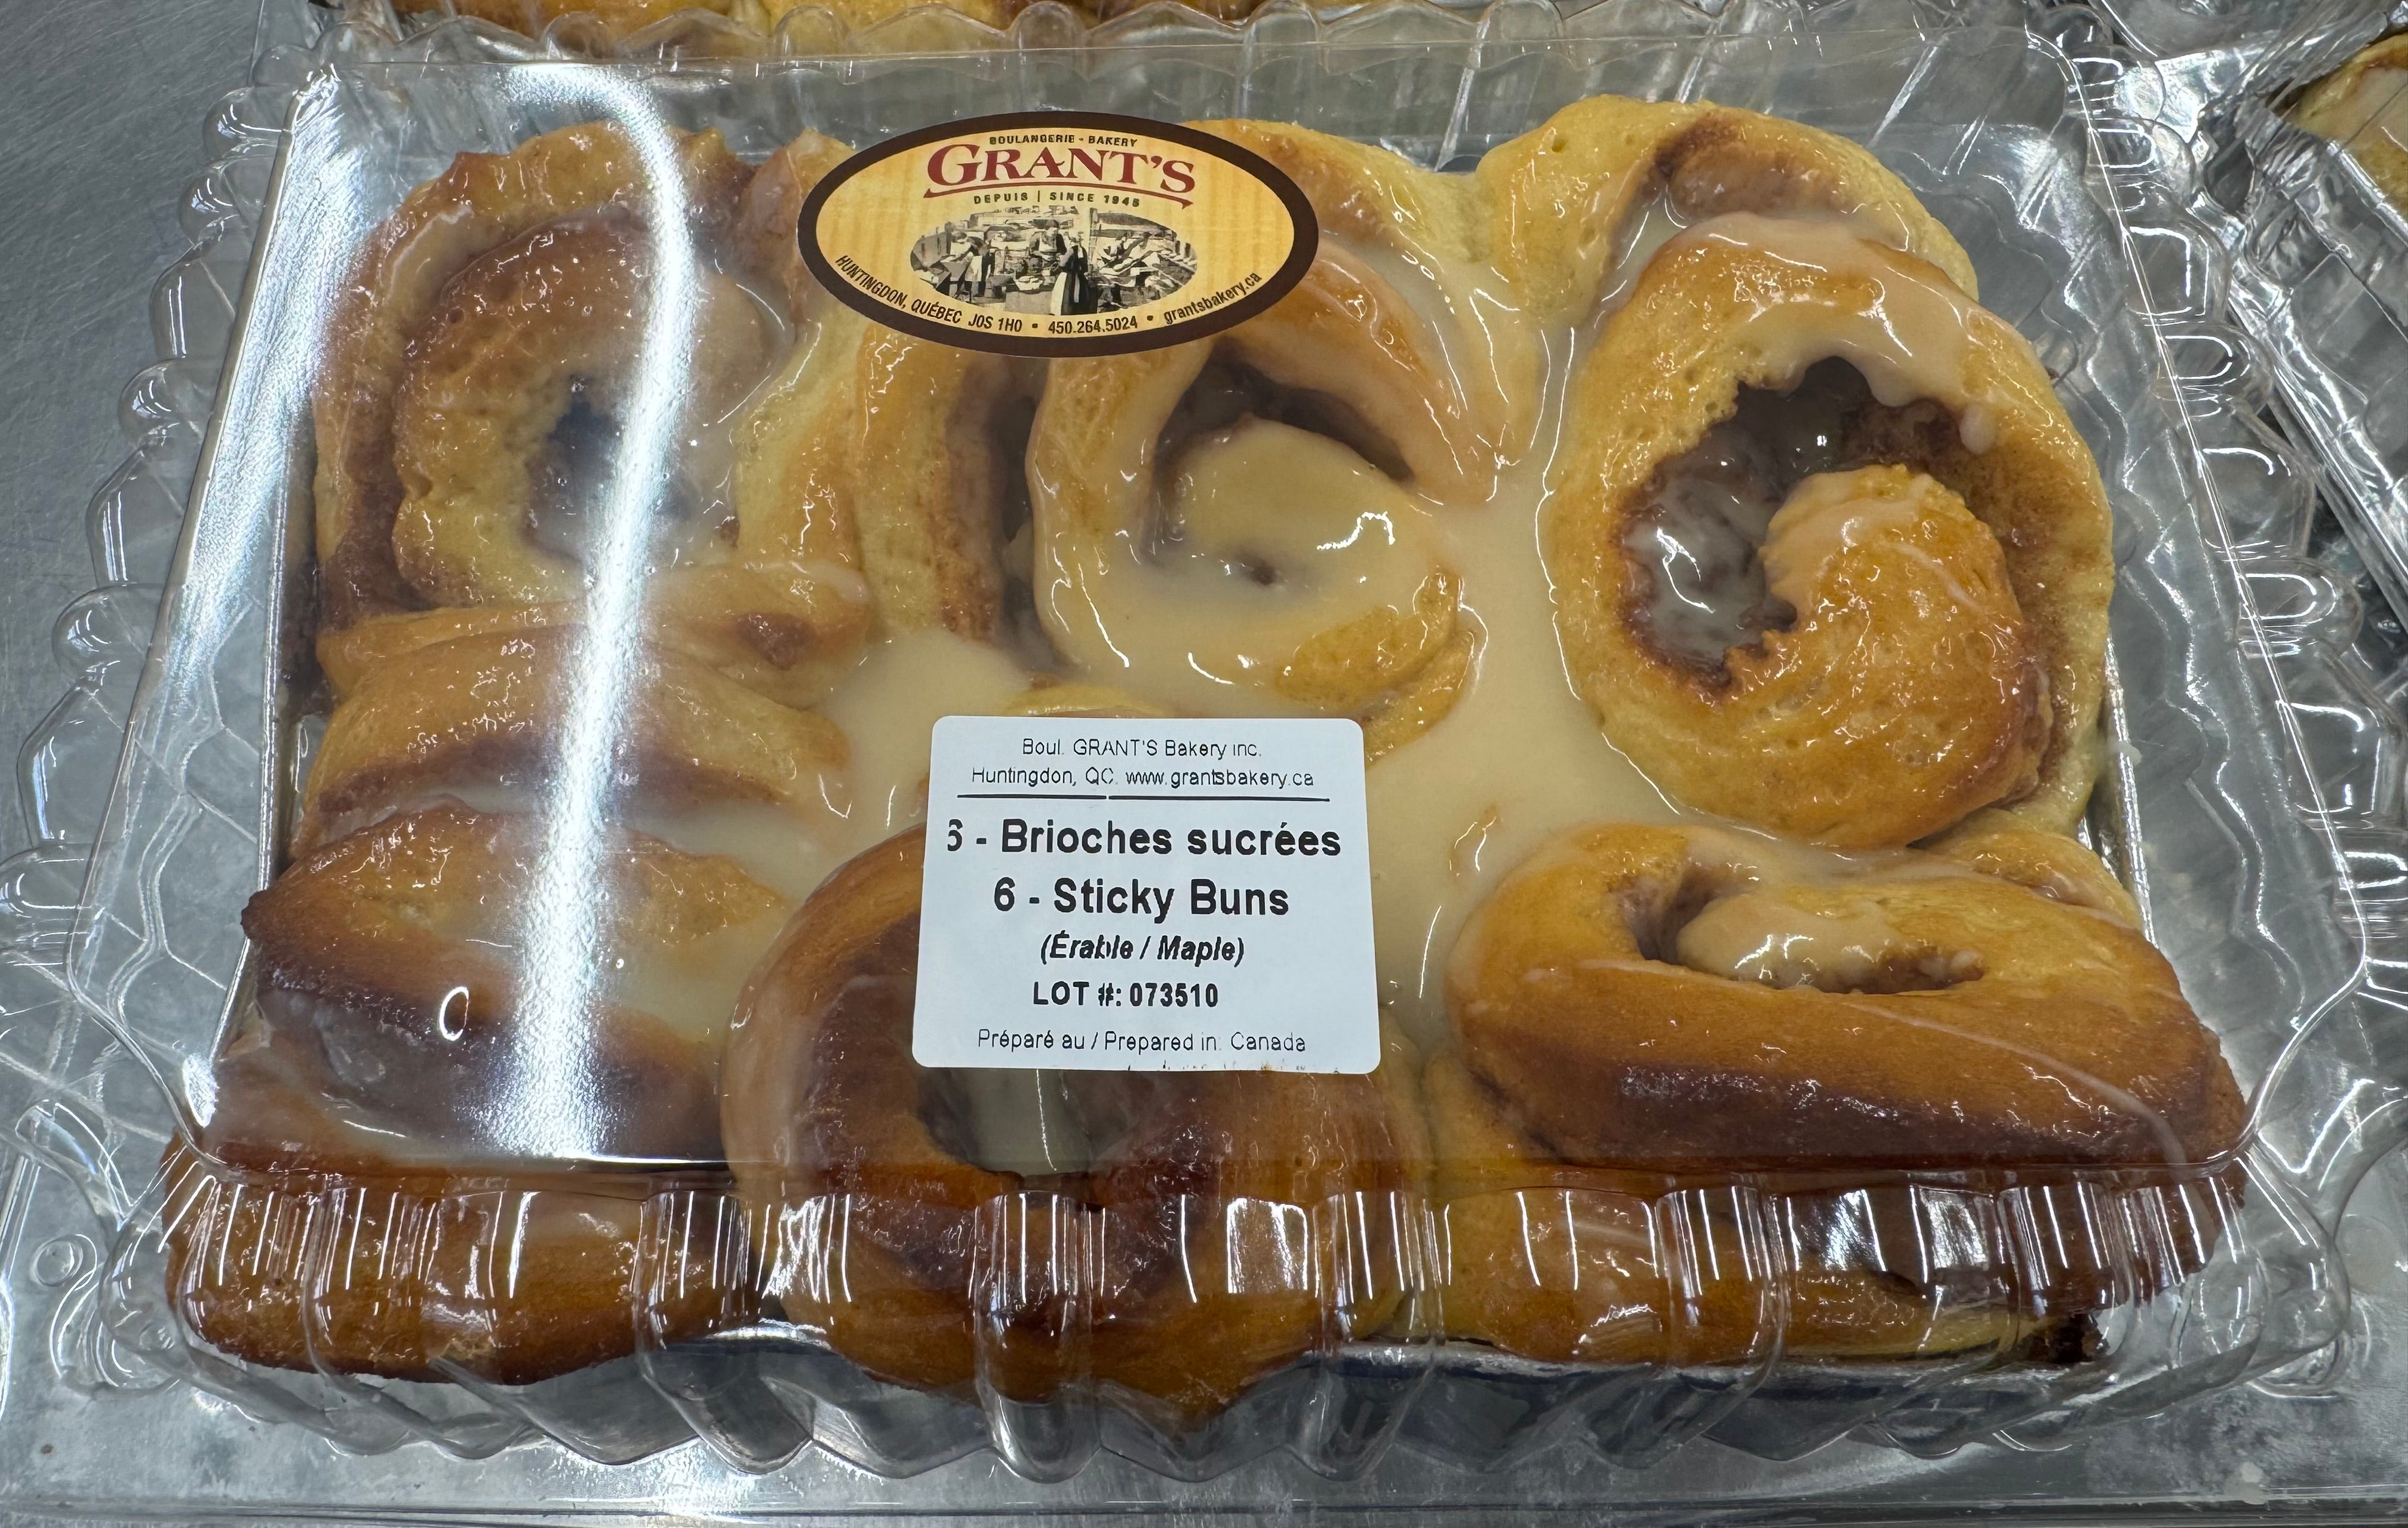 BOULANGERIE - BAKERY
GRANT'S
DEPUIS | SINCE 1945
HUNTINGDON, QUÉBEC J0S 1H0 • 450.264.5024 • grantsbakery.ca
Boul. GRANT'S Bakery inc.
Huntingdon, QC. www.grantsbakery.ca
6 - Brioches sucrées
6 - Sticky Buns
(Érable / Maple)
LOT #: 073510
Préparé au / Prepared in: Canada